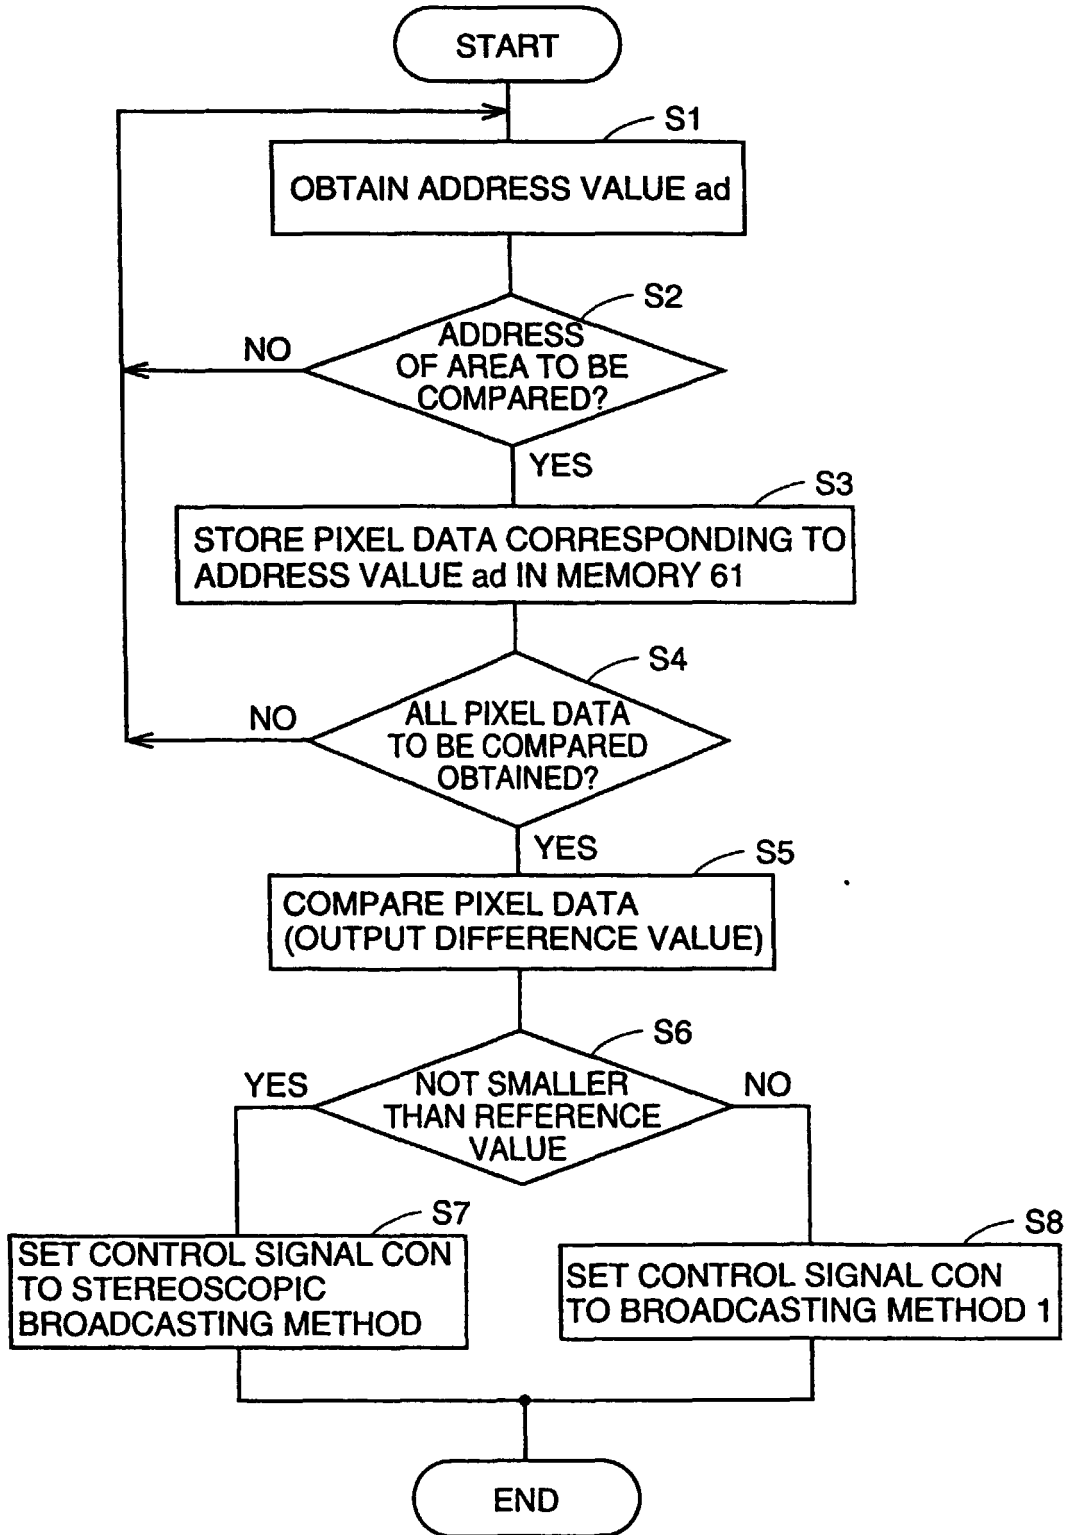 START
S1
OBTAIN ADDRESS VALUE ad
S2
ADDRESS
OF AREA TO BE
COMPARED?
NO
YES
S3
STORE PIXEL DATA CORRESPONDING TO
ADDRESS VALUE ad IN MEMORY 61
S4
ALL PIXEL DATA
TO BE COMPARED
OBTAINED?
NO
YES
S5
COMPARE PIXEL DATA
(OUTPUT DIFFERENCE VALUE)
S6
NOT SMALLER
THAN REFERENCE
VALUE
YES
NO
S7
SET CONTROL SIGNAL CON
TO STEREOSCOPIC
BROADCASTING METHOD
S8
SET CONTROL SIGNAL CON
TO BROADCASTING METHOD 1
END